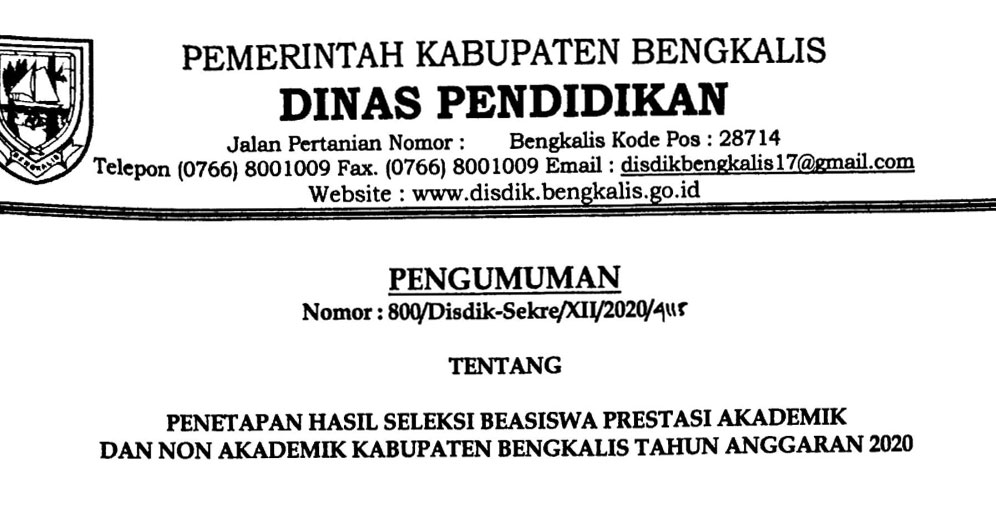 PEMERINTAH KABUPATEN BENGKALIS
DINAS PENDIDIKAN
Jalan Pertanian Nomor : Bengkalis Kode Pos : 28714
Telepon (0766) 8001009 Fax. (0766) 8001009 Email : disdikbengkalis17@gmail.com
Website : www.disdik.bengkalis.go.id
BENGKALIS
PENGUMUMAN
Nomor : 800/Disdik-Sekre/XII/2020/4115
TENTANG
PENETAPAN HASIL SELEKSI BEASISWA PRESTASI AKADEMIK
DAN NON AKADEMIK KABUPATEN BENGKALIS TAHUN ANGGARAN 2020